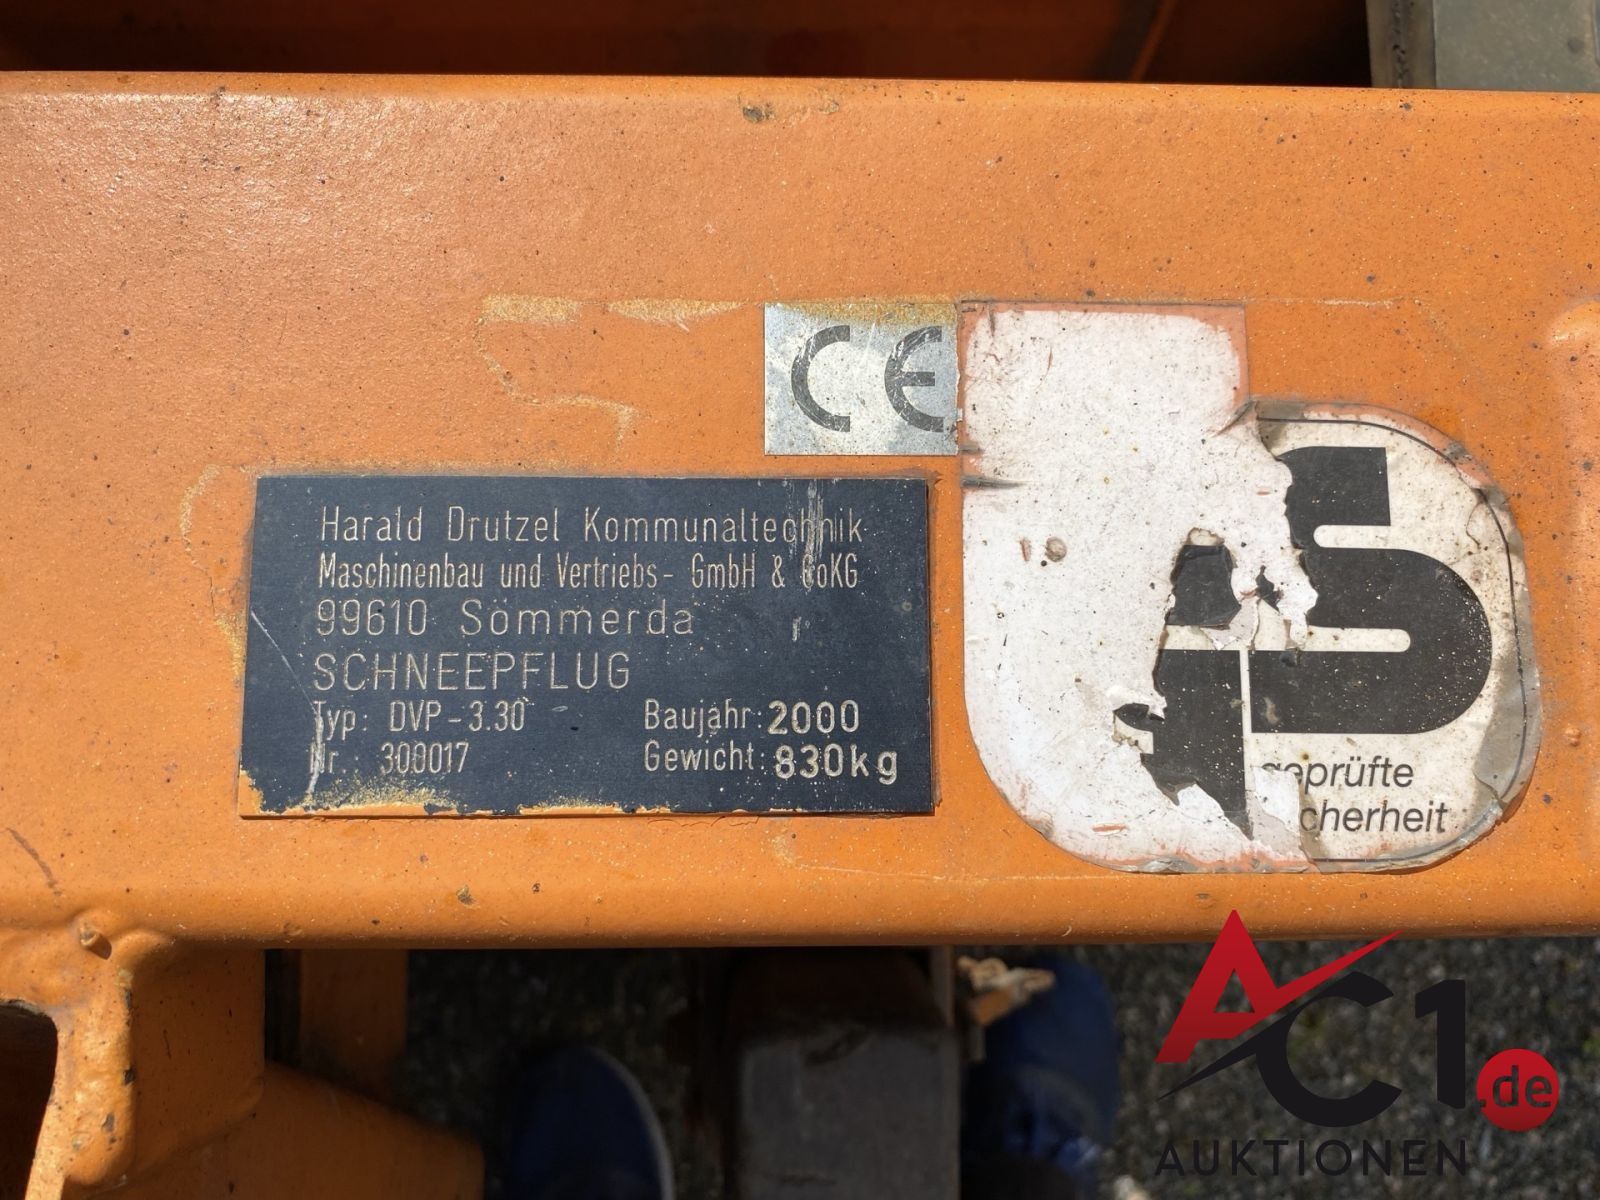 CE
Harald Drutzel Kommunaltechnik
Maschinenbau und Vertriebs- GmbH & CoKG
99610 Sömmerda
SCHNEEPFLUG
Typ: DVP-3.30 Baujahr: 2000
Nr.: 300017 Gewicht: 830kg
geprüfte
cherheit
AC1.de
AUKTIONEN